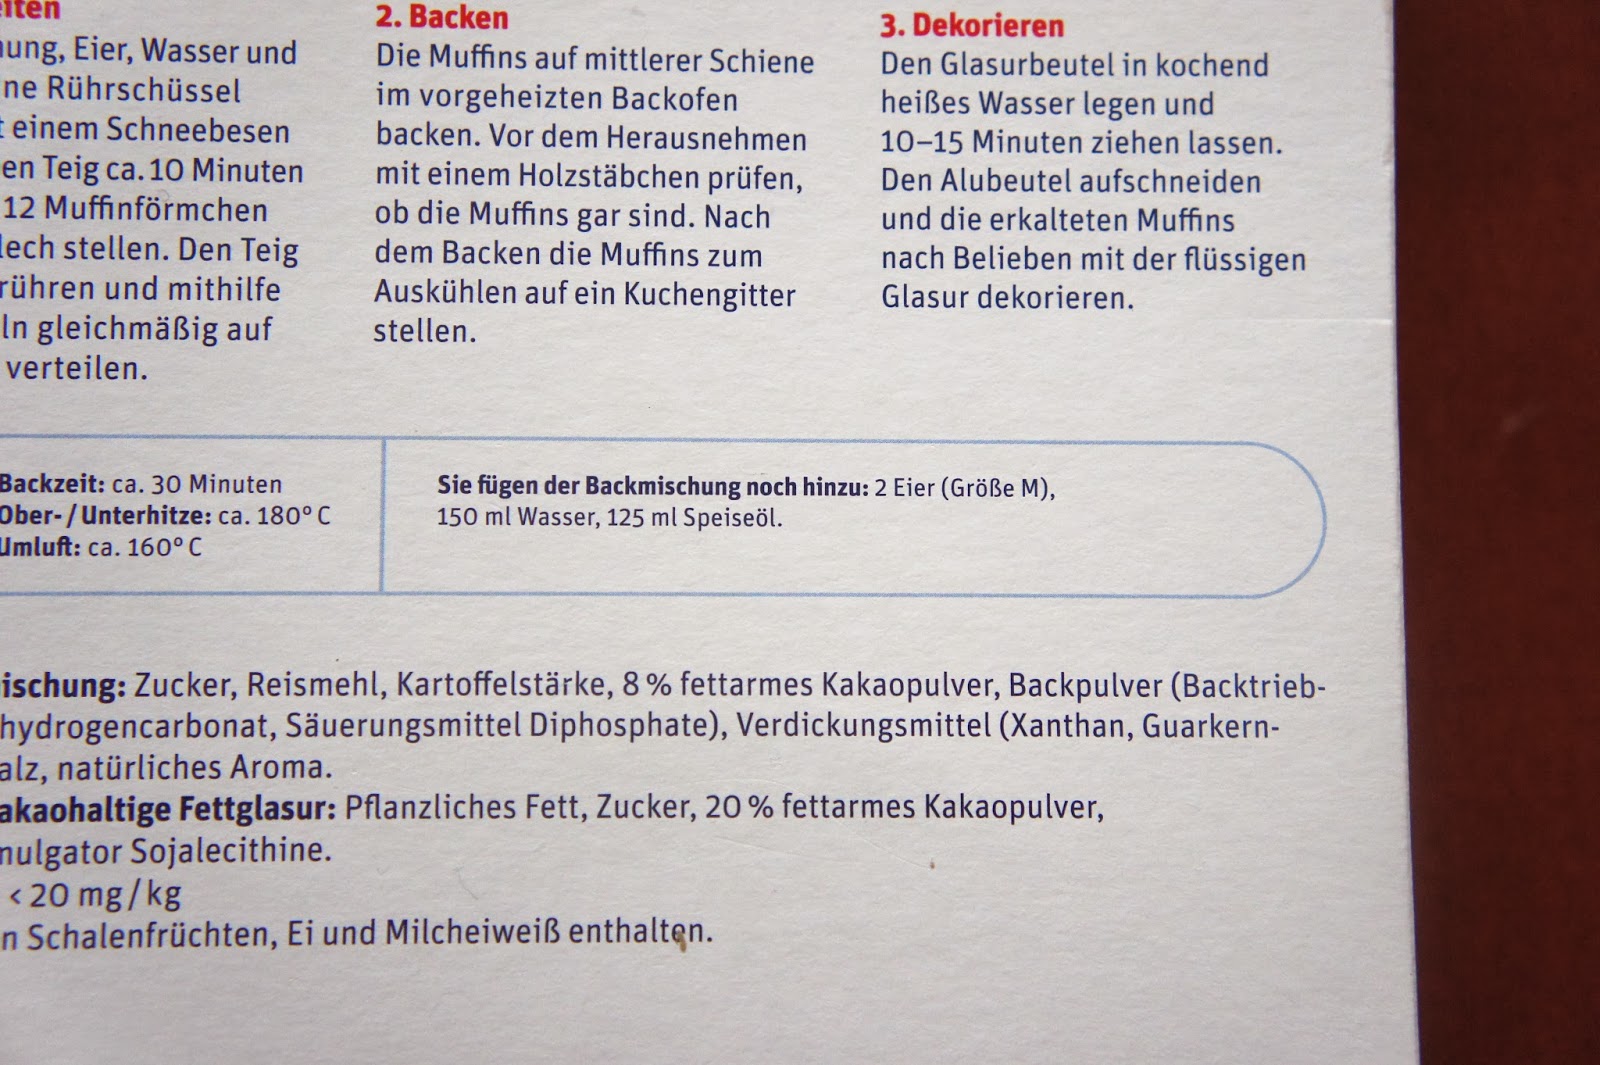 iten
ung, Eier, Wasser und
ne Rührschüssel
t einem Schneebesen
en Teig ca. 10 Minuten
12 Muffinförmchen
lech stellen. Den Teig
rühren und mithilfe
ln gleichmäßig auf
verteilen.
2. Backen
Die Muffins auf mittlerer Schiene
im vorgeheizten Backofen
backen. Vor dem Herausnehmen
mit einem Holzstäbchen prüfen,
ob die Muffins gar sind. Nach
dem Backen die Muffins zum
Auskühlen auf ein Kuchengitter
stellen.
3. Dekorieren
Den Glasurbeutel in kochend
heißes Wasser legen und
10–15 Minuten ziehen lassen.
Den Alubeutel aufschneiden
und die erkalteten Muffins
nach Belieben mit der flüssigen
Glasur dekorieren.
Backzeit: ca. 30 Minuten
Ober- / Unterhitze: ca. 180° C
Umluft: ca. 160° C
Sie fügen der Backmischung noch hinzu: 2 Eier (Größe M),
150 ml Wasser, 125 ml Speiseöl.
ischung: Zucker, Reismehl, Kartoffelstärke, 8 % fettarmes Kakaopulver, Backpulver (Backtrieb-
hydrogencarbonat, Säuerungsmittel Diphosphate), Verdickungsmittel (Xanthan, Guarkern-
alz, natürliches Aroma.
akaohaltige Fettglasur: Pflanzliches Fett, Zucker, 20 % fettarmes Kakaopulver,
mulgator Sojalecithine.
< 20 mg / kg
n Schalenfrüchten, Ei und Milcheiweiß enthalten.